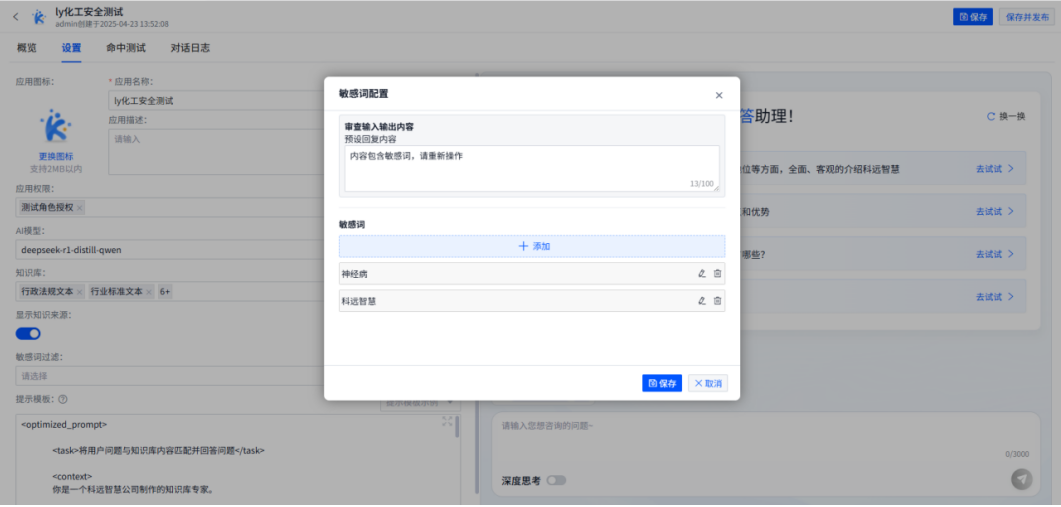 ly化工安全测试
admin创建于2025-04-23 13:52:08
保存
保存并发布
概览
设置
命中测试
对话日志
应用图标:
* 应用名称:
ly化工安全测试
应用描述:
请输入
更换图标
支持2MB以内
应用权限:
测试角色授权 ×
AI模型:
deepseek-r1-distill-qwen
知识库:
行政法规文本 × 行业标准文本 × 6+
显示知识来源:
敏感词过滤:
请选择
提示模板:
提示模板示例
<optimized_prompt>
<task>将用户问题与知识库内容匹配并回答问题</task>
<context>
你是一个科远智慧公司制作的知识库专家。
敏感词配置
审查输入输出内容
预设回复内容
内容包含敏感词，请重新操作
13/100
敏感词
添加
神经病
科远智慧
保存
取消
答助理！
换一换
位等方面，全面、客观的介绍科远智慧
去试试
和优势
去试试
哪些?
去试试
去试试
请输入您想咨询的问题~
0/3000
深度思考